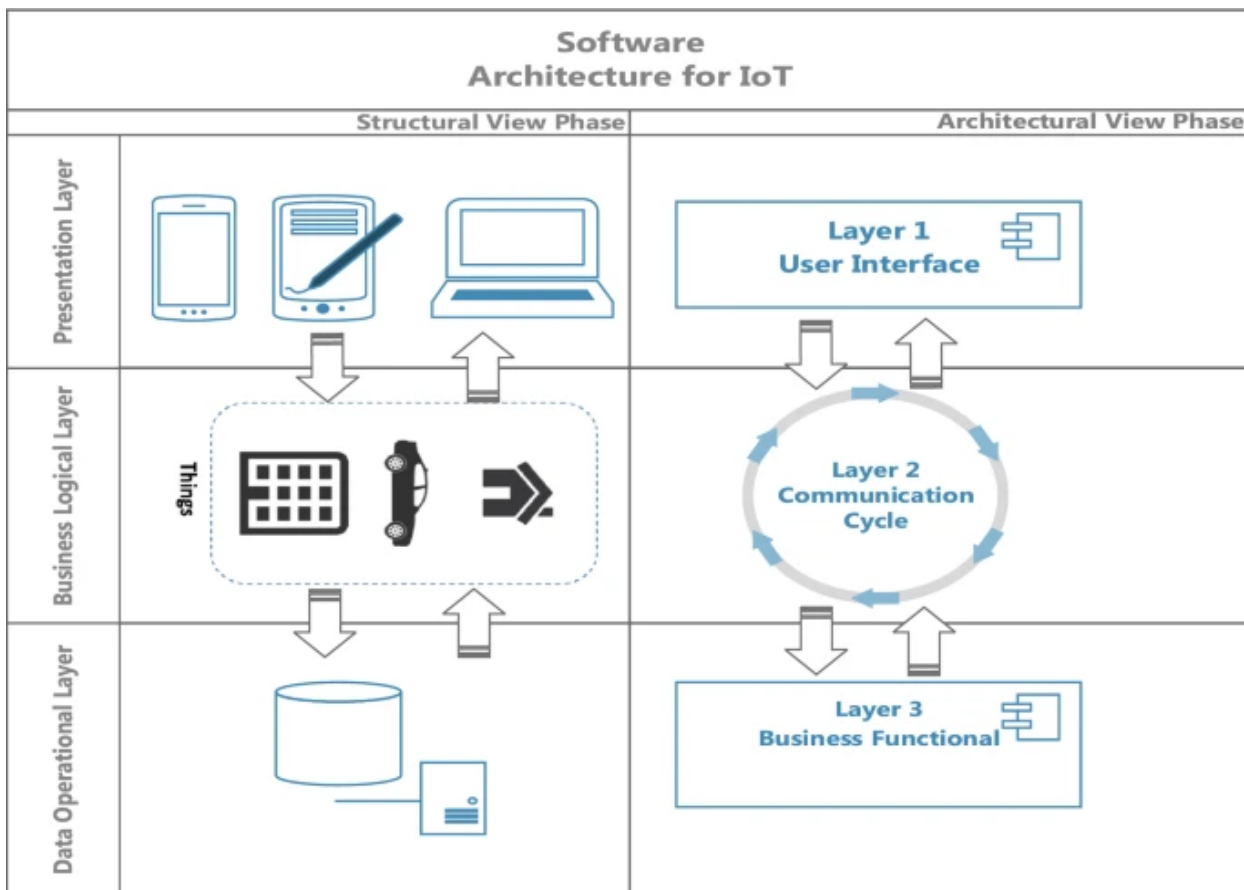 Software
Architecture for IoT
Structural View Phase
Architectural View Phase
Presentation Layer
Layer 1
User Interface
Business Logical Layer
Things
Layer 2
Communication
Cycle
Data Operational Layer
Layer 3
Business Functional